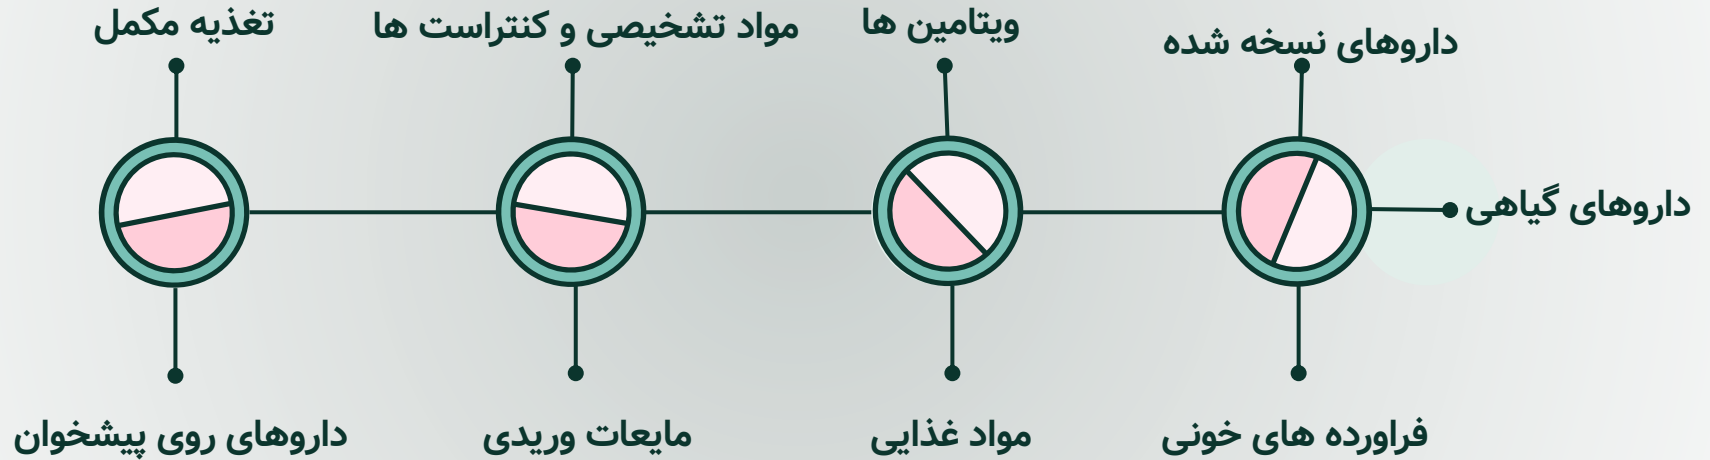 داروهای نسخه شده
ویتامین ها
مواد تشخیصی و کنتراست ها
تغذیه مکمل
داروهای گیاهی
فراورده های خونی
مواد غذایی
مایعات وریدی
داروهای روی پیشخوان